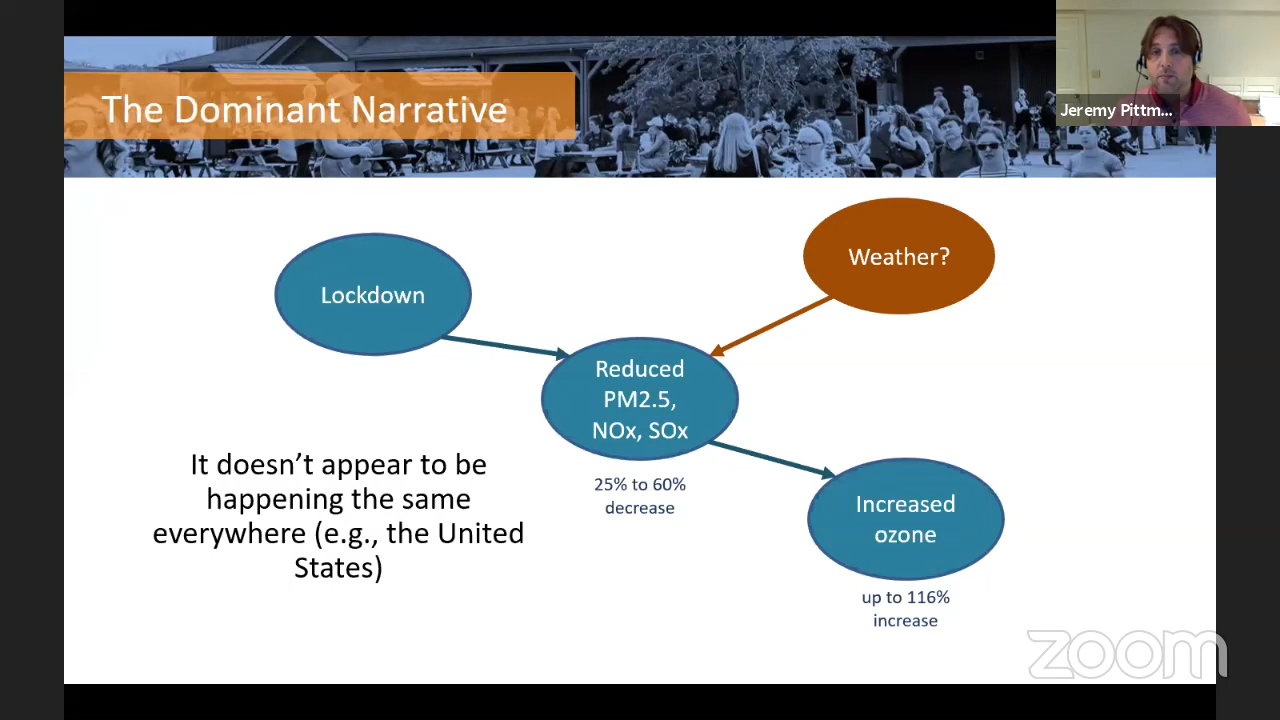 The Dominant Narrative
Jeremy Pittm...
Weather?
Lockdown
Reduced
PM2.5,
NOx, SOx
25% to 60%
decrease
It doesn't appear to be
happening the same
everywhere (e.g., the United
States)
Increased
ozone
up to 116%
increase
zoom